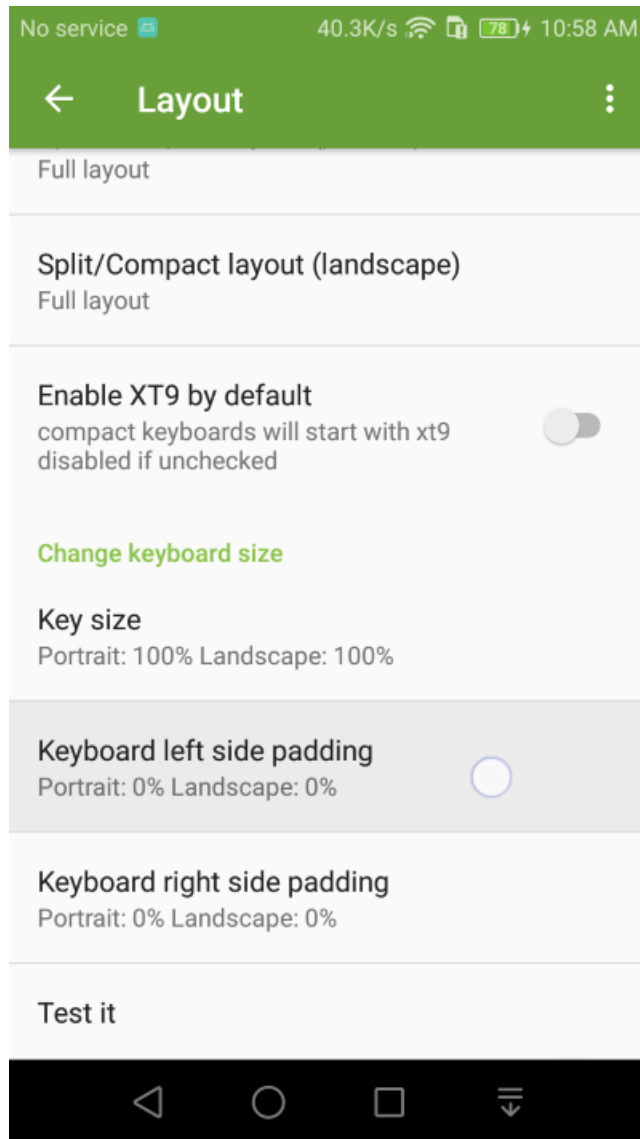 No service 40.3K/s 78 10:58 AM
Layout
Full layout
Split/Compact layout (landscape)
Full layout
Enable XT9 by default
compact keyboards will start with xt9
disabled if unchecked
Change keyboard size
Key size
Portrait: 100% Landscape: 100%
Keyboard left side padding
Portrait: 0% Landscape: 0%
Keyboard right side padding
Portrait: 0% Landscape: 0%
Test it